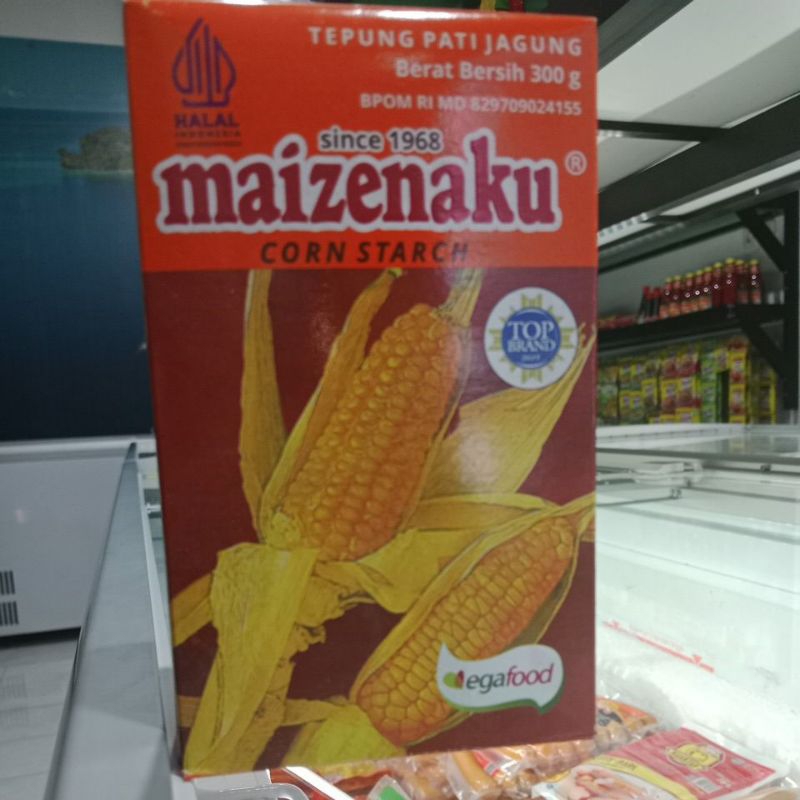 TEPUNG PATI JAGUNG
Berat Bersih 300 g
BPOM RI MD 829709024155
HALAL
INDONESIA
since 1968
maizenaku ®
CORN STARCH
TOP
BRAND
egafood